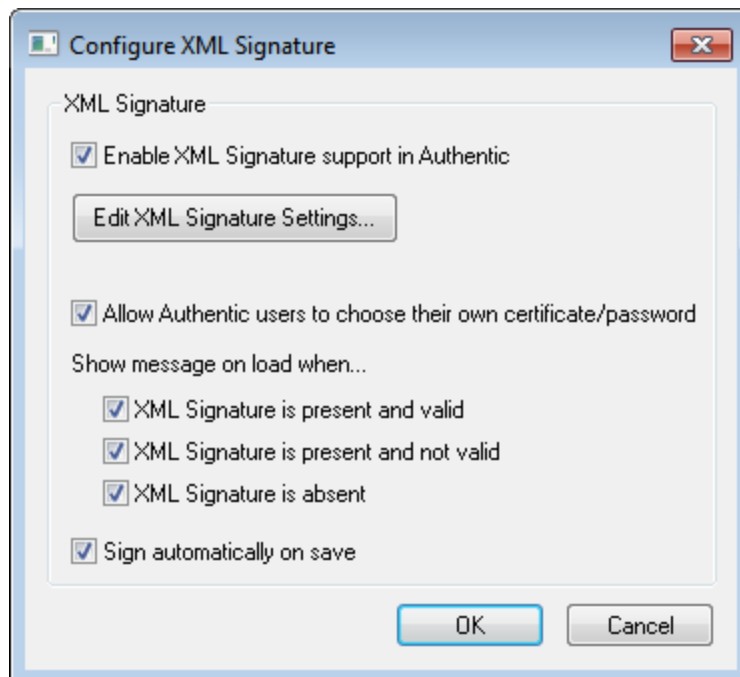 Configure XML Signature
XML Signature
Enable XML Signature support in Authentic
Edit XML Signature Settings...
Allow Authentic users to choose their own certificate/password
Show message on load when...
XML Signature is present and valid
XML Signature is present and not valid
XML Signature is absent
Sign automatically on save
OK
Cancel